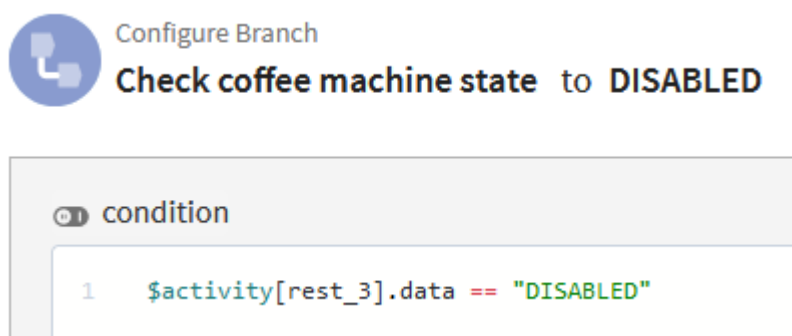 Configure Branch
Check coffee machine state to DISABLED
condition
1 $activity[rest_3].data == "DISABLED"